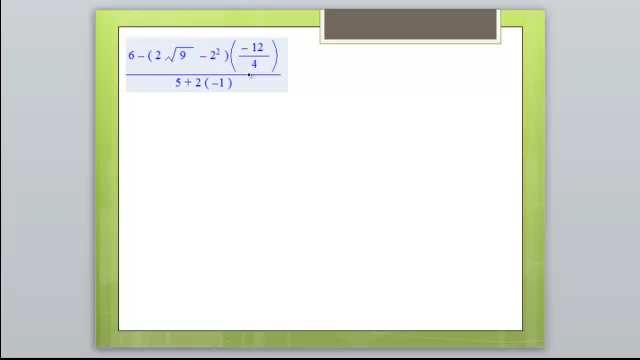 6 – ( 2 √9 – 2² ) ( – 12 / 4 )
5 + 2 ( –1 )